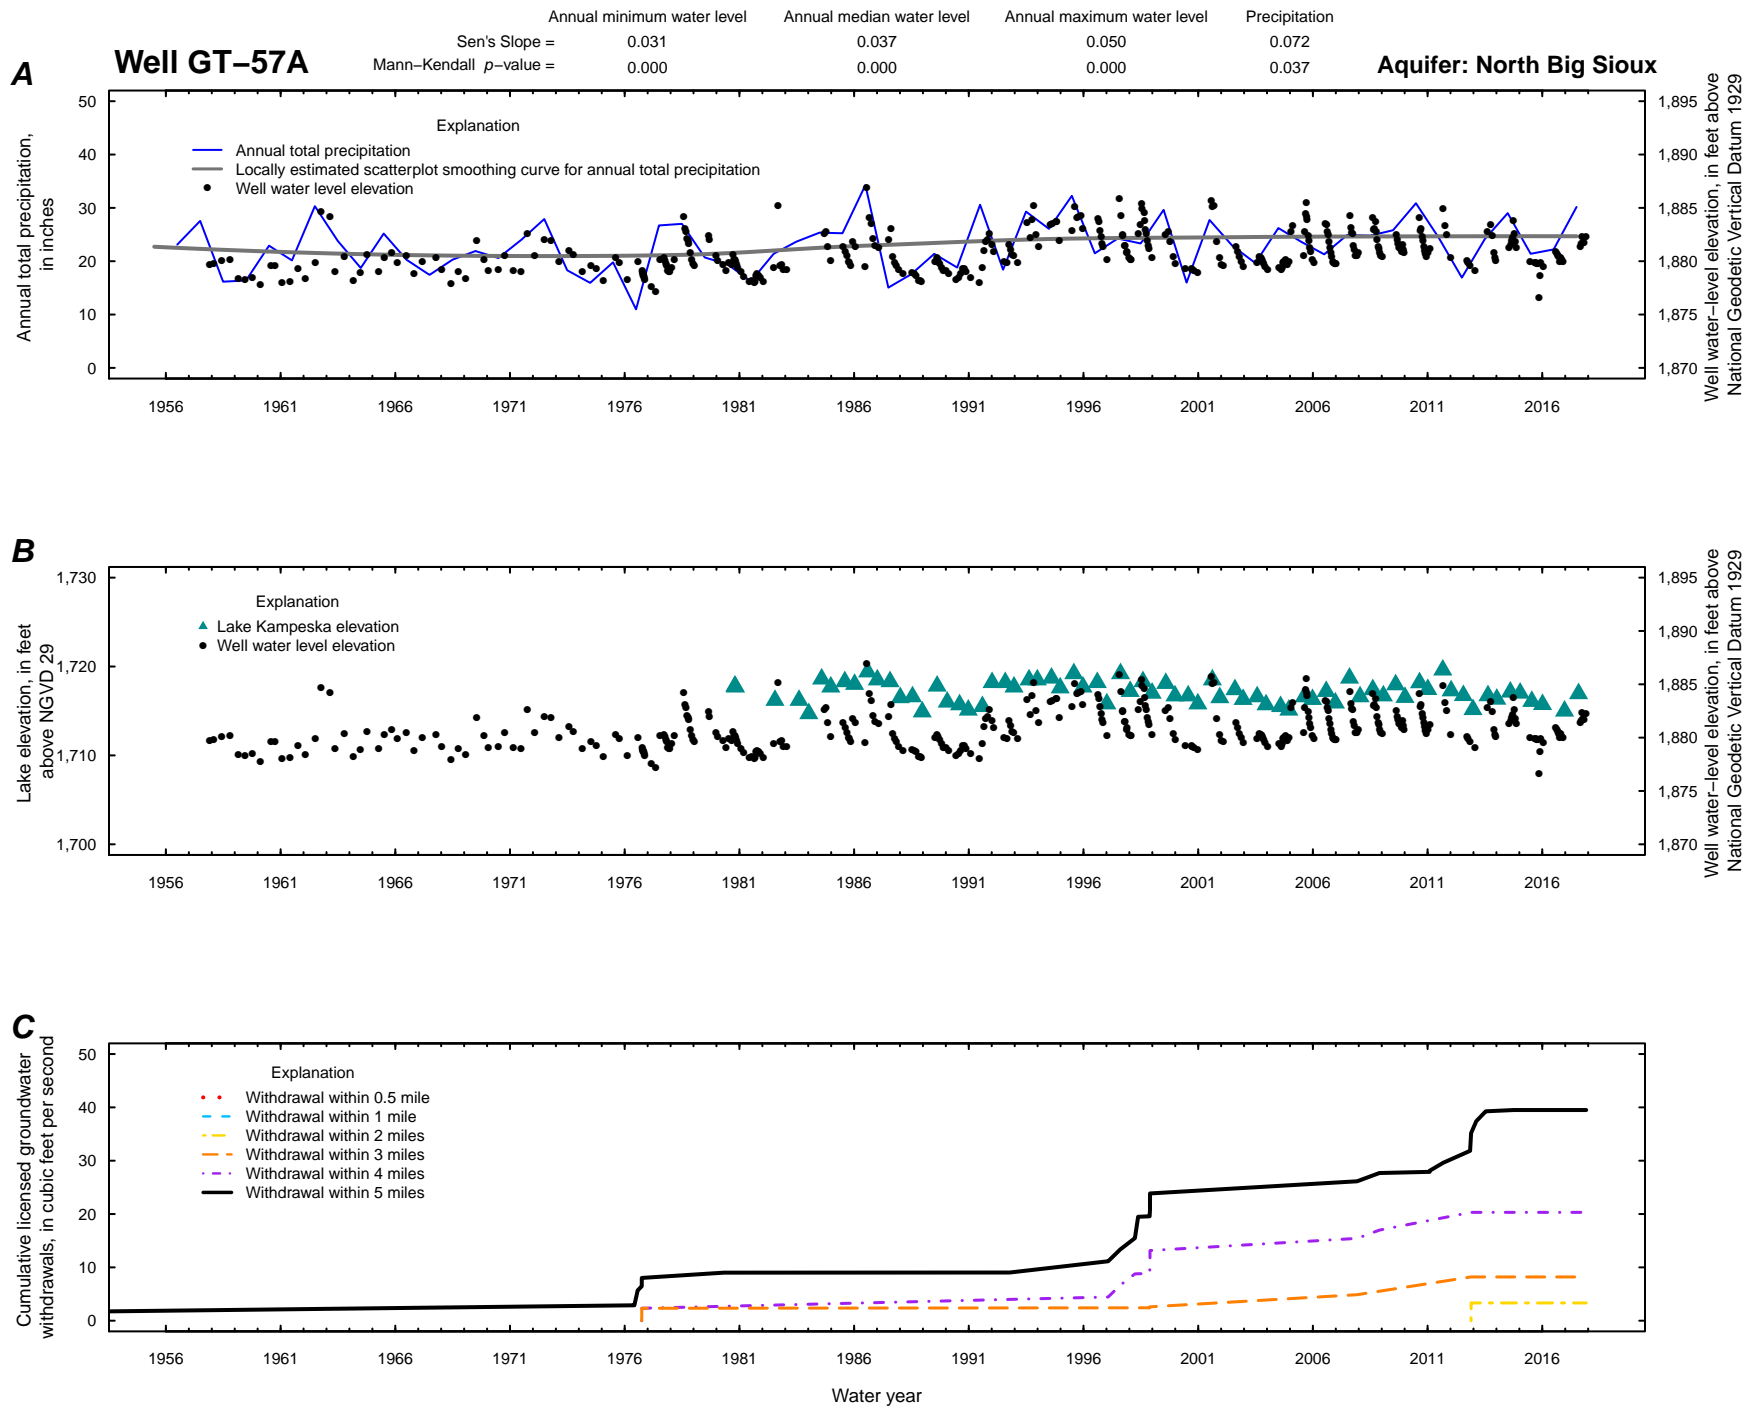 Annual minimum water level Annual median water level Annual maximum water level Precipitation
Sen's Slope = 0.031 0.037 0.050 0.072
Mann−Kendall p−value = 0.000 0.000 0.000 0.037
Well GT−57A
Aquifer: North Big Sioux
A
Annual total precipitation,
in inches
50
40
30
20
10
0
Explanation
Annual total precipitation
Locally estimated scatterplot smoothing curve for annual total precipitation
Well water level elevation
1,895
1,890
1,885
1,880
1,875
1,870
Well water−level elevation, in feet above
National Geodetic Vertical Datum 1929
1956 1961 1966 1971 1976 1981 1986 1991 1996 2001 2006 2011 2016
B
Lake elevation, in feet
above NGVD 29
1,730
1,720
1,710
1,700
Explanation
Lake Kampeska elevation
Well water level elevation
1,895
1,890
1,885
1,880
1,875
1,870
Well water−level elevation, in feet above
National Geodetic Vertical Datum 1929
1956 1961 1966 1971 1976 1981 1986 1991 1996 2001 2006 2011 2016
C
Cumulative licensed groundwater
withdrawals, in cubic feet per second
50
40
30
20
10
0
Explanation
Withdrawal within 0.5 mile
Withdrawal within 1 mile
Withdrawal within 2 miles
Withdrawal within 3 miles
Withdrawal within 4 miles
Withdrawal within 5 miles
1956 1961 1966 1971 1976 1981 1986 1991 1996 2001 2006 2011 2016
Water year